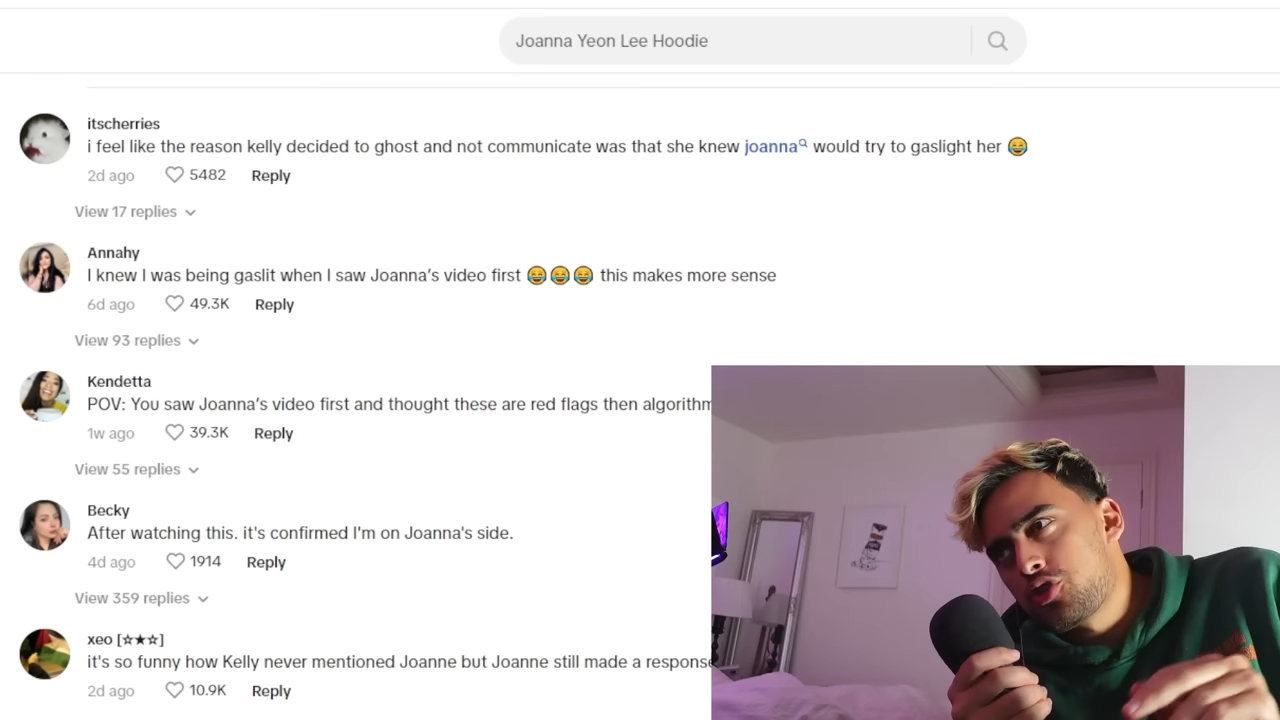 Joanna Yeon Lee Hoodie
itscherries
i feel like the reason kelly decided to ghost and not communicate was that she knew joanna would try to gaslight her 😂
2d ago 5482 Reply
View 17 replies
Annahy
I knew I was being gaslit when I saw Joanna's video first 😂😂😂 this makes more sense
6d ago 49.3K Reply
View 93 replies
Kendetta
POV: You saw Joanna's video first and thought these are red flags then algorithm
1w ago 39.3K Reply
View 55 replies
Becky
After watching this. it's confirmed I'm on Joanna's side.
4d ago 1914 Reply
View 359 replies
xeo [☆★☆]
it's so funny how Kelly never mentioned Joanne but Joanne still made a response
2d ago 10.9K Reply